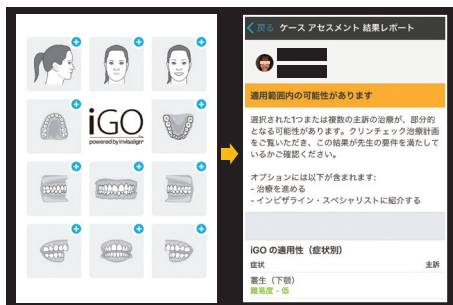 iGO
powered by invisalign
戻る ケース アセスメント 結果レポート
適用範囲内の可能性があります
選択された1つまたは複数の主訴の治療が、部分的
となる可能性があります。クリンチェック治療計画
をご覧いただき、この結果が先生の要件を満たして
いるかご確認ください。
オプションには以下が含まれます:
- 治療を進める
- インビザライン・スペシャリストに紹介する
iGO の適用性（症状別）
症状 主訴
叢生（下顎）
難易度 - 低